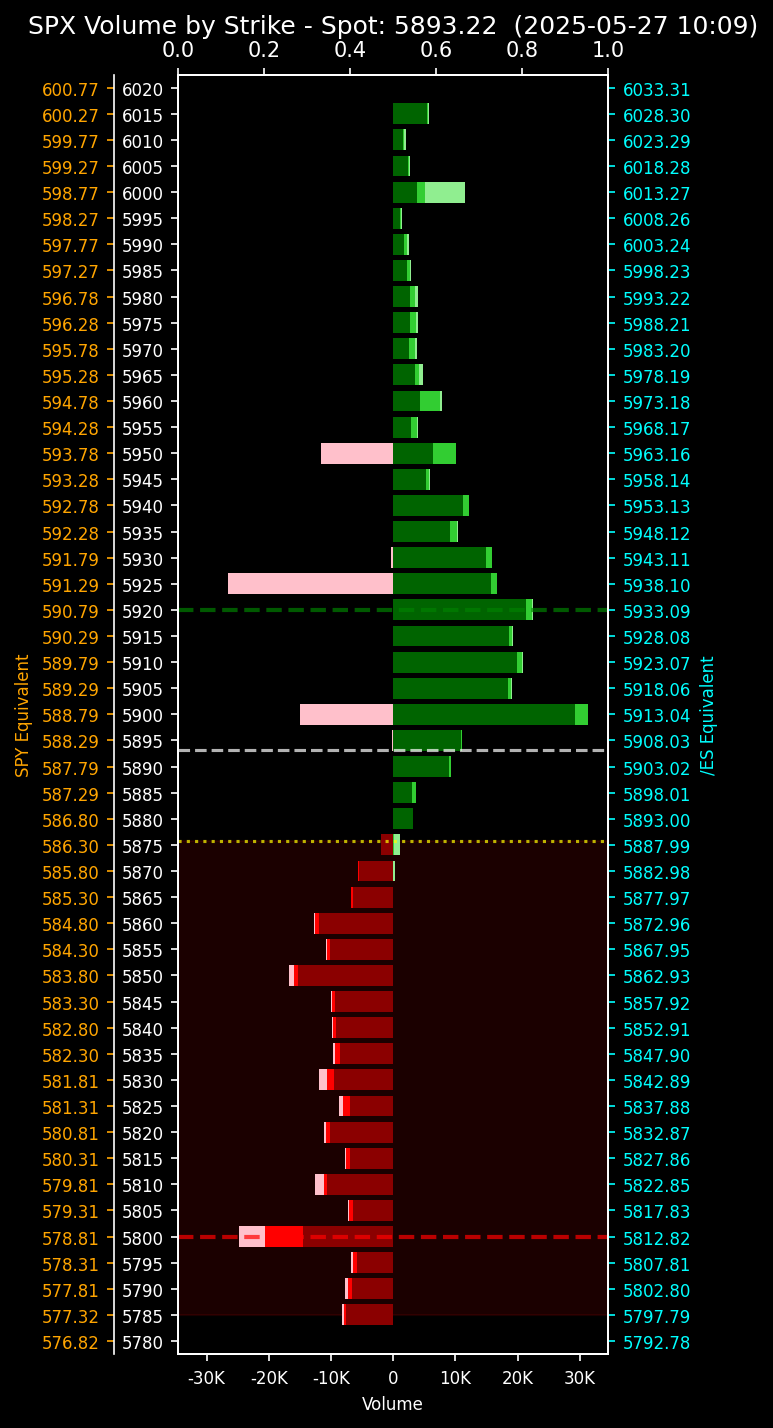 SPX Volume by Strike - Spot: 5893.22 (2025-05-27 10:09)
0.0 0.2 0.4 0.6 0.8 1.0
600.77 6020 6033.31
600.27 6015 6028.30
599.77 6010 6023.29
599.27 6005 6018.28
598.77 6000 6013.27
598.27 5995 6008.26
597.77 5990 6003.24
597.27 5985 5998.23
596.78 5980 5993.22
596.28 5975 5988.21
595.78 5970 5983.20
595.28 5965 5978.19
594.78 5960 5973.18
594.28 5955 5968.17
593.78 5950 5963.16
593.28 5945 5958.14
592.78 5940 5953.13
592.28 5935 5948.12
591.79 5930 5943.11
591.29 5925 5938.10
590.79 5920 5933.09
590.29 5915 5928.08
589.79 5910 5923.07
589.29 5905 5918.06
588.79 5900 5913.04
588.29 5895 5908.03
587.79 5890 5903.02
587.29 5885 5898.01
586.80 5880 5893.00
586.30 5875 5887.99
585.80 5870 5882.98
585.30 5865 5877.97
584.80 5860 5872.96
584.30 5855 5867.95
583.80 5850 5862.93
583.30 5845 5857.92
582.80 5840 5852.91
582.30 5835 5847.90
581.81 5830 5842.89
581.31 5825 5837.88
580.81 5820 5832.87
580.31 5815 5827.86
579.81 5810 5822.85
579.31 5805 5817.83
578.81 5800 5812.82
578.31 5795 5807.81
577.81 5790 5802.80
577.32 5785 5797.79
576.82 5780 5792.78
SPY Equivalent
/ES Equivalent
-30K -20K -10K 0 10K 20K 30K
Volume